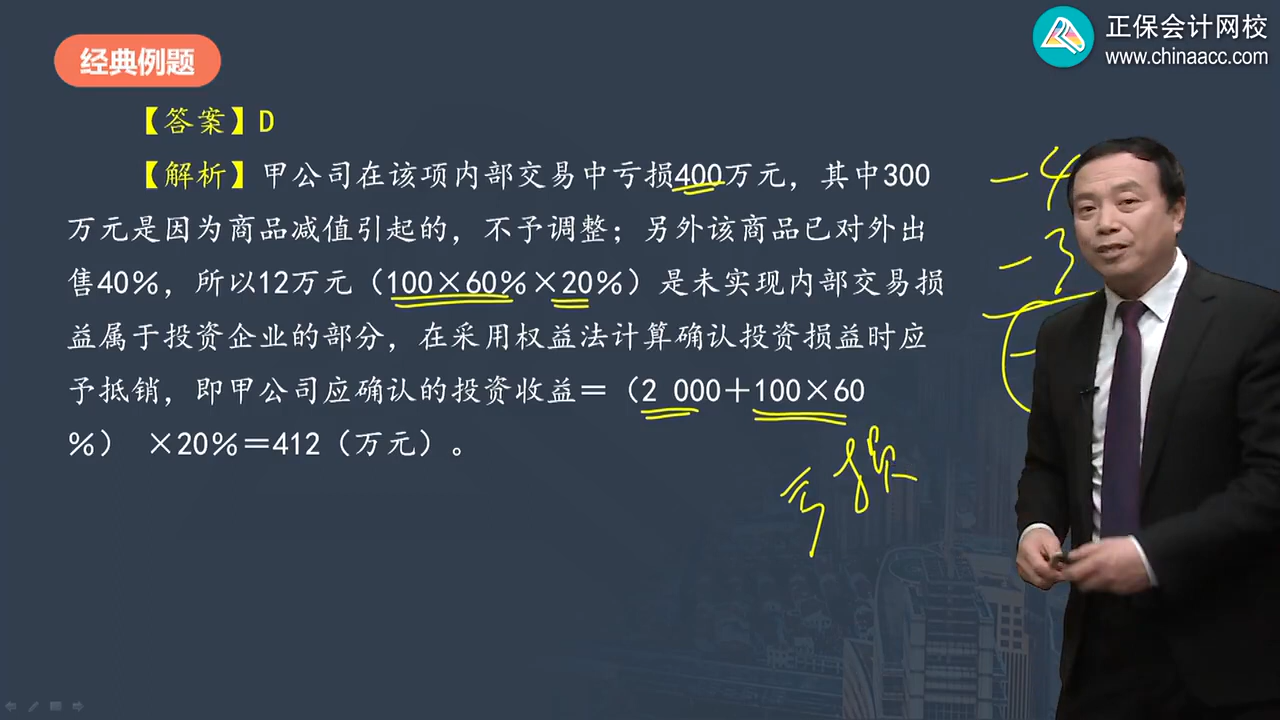 正保会计网校
www.chinaacc.com
经典例题
【答案】D
【解析】甲公司在该项内部交易中亏损400万元，其中300
万元是因为商品减值引起的，不予调整；另外该商品已对外出
售40%，所以12万元（100×60%×20%）是未实现内部交易损
益属于投资企业的部分，在采用权益法计算确认投资损益时应
予抵销，即甲公司应确认的投资收益＝（2 000＋100×60
%） ×20%＝412（万元）。
亏损
-4
-3